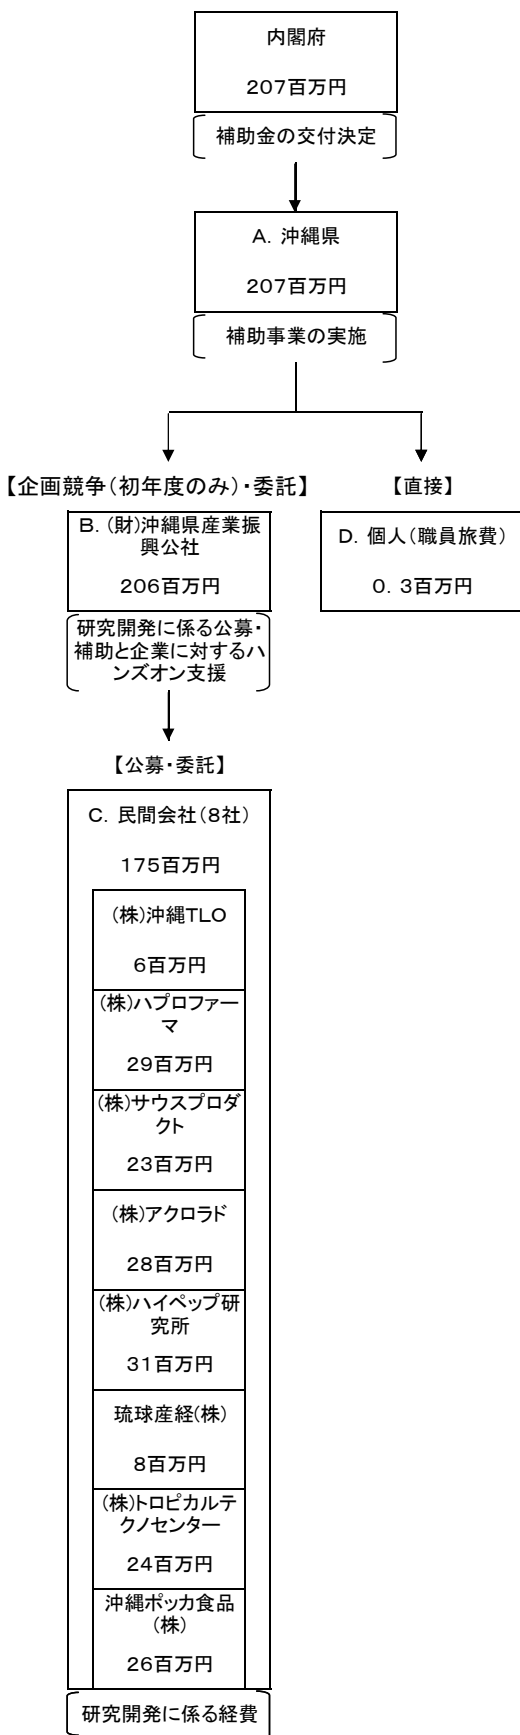 内閣府
207百万円
補助金の交付決定
A. 沖縄県
207百万円
補助事業の実施
【企画競争(初年度のみ)・委託】
【直接】
B. (財)沖縄県産業振
興公社
206百万円
D. 個人(職員旅費)
0. 3百万円
研究開発に係る公募・
補助と企業に対するハ
ンズオン支援
【公募・委託】
C. 民間会社(8社)
175百万円
(株)沖縄TLO
6百万円
(株)ハプロファー
マ
29百万円
(株)サウスプロダ
クト
23百万円
(株)アクロラド
28百万円
(株)ハイペップ研
究所
31百万円
琉球産経(株)
8百万円
(株)トロピカルテ
クノセンター
24百万円
沖縄ポッカ食品
(株)
26百万円
研究開発に係る経費